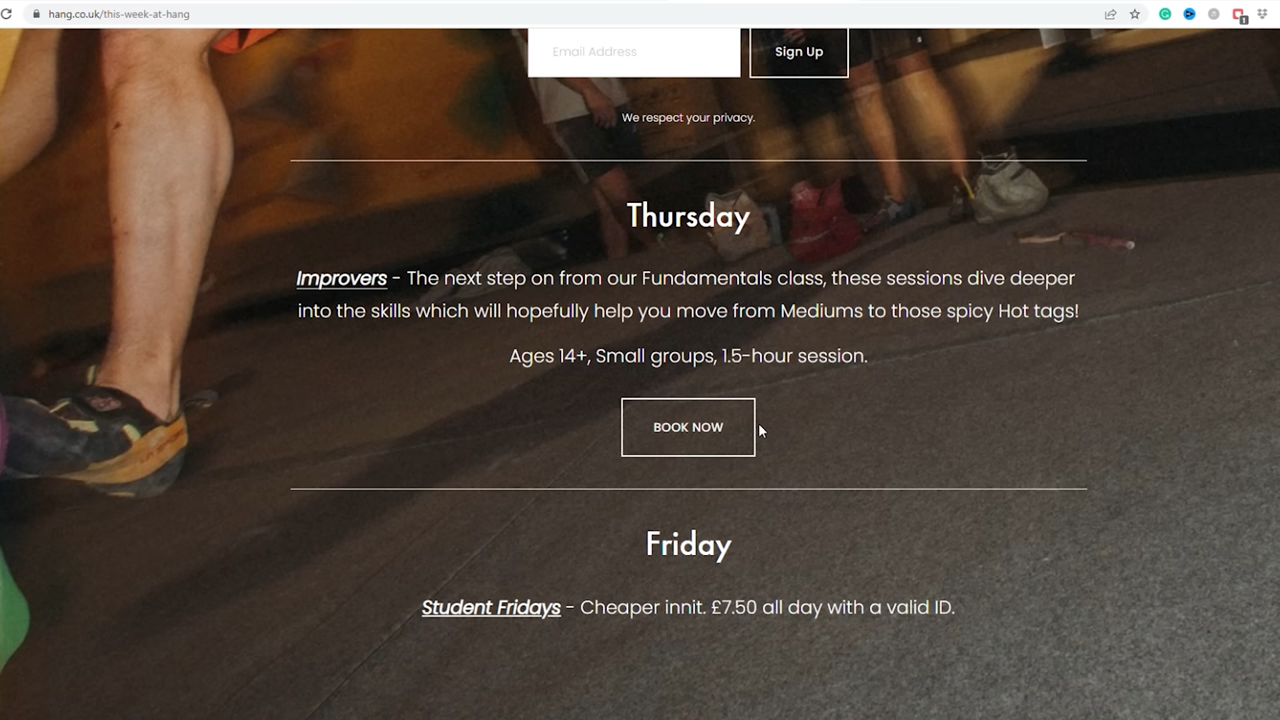 hang.co.uk/this-week-at-hang
Email Address
Sign Up
We respect your privacy.
Thursday
Improvers - The next step on from our Fundamentals class, these sessions dive deeper
into the skills which will hopefully help you move from Mediums to those spicy Hot tags!
Ages 14+, Small groups, 1.5-hour session.
BOOK NOW
Friday
Student Fridays - Cheaper innit. £7.50 all day with a valid ID.